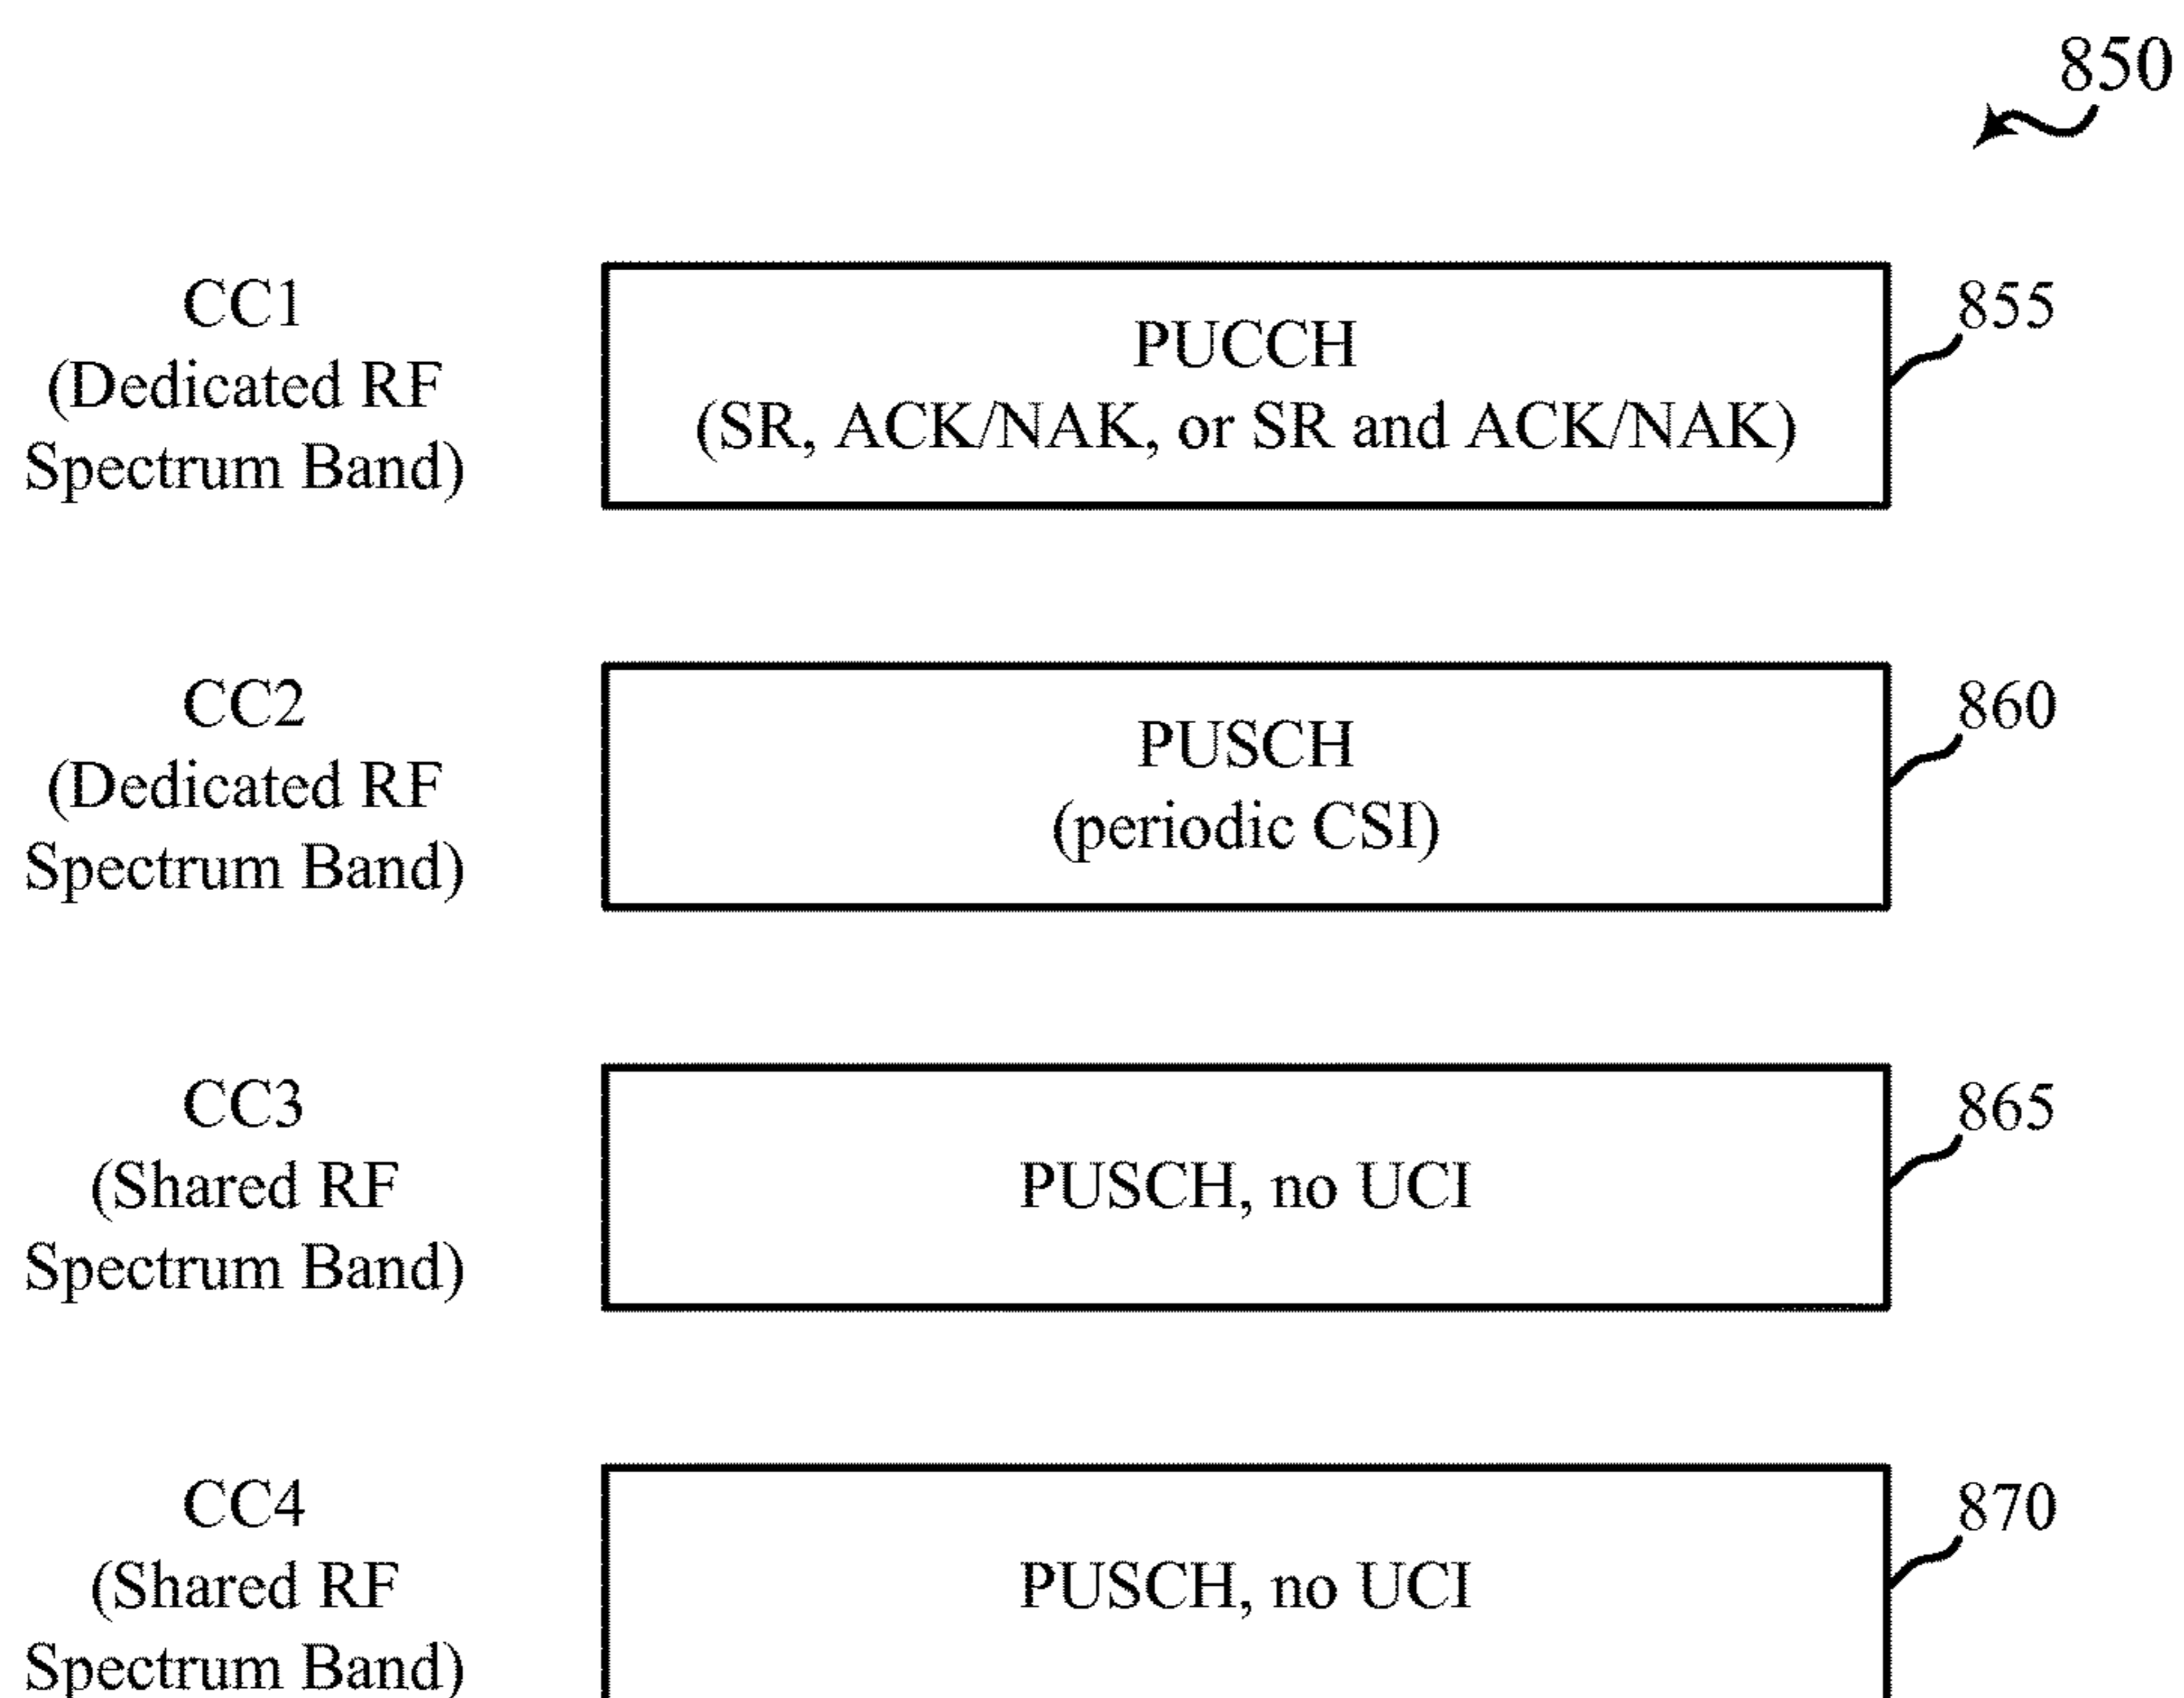 850
CC1
(Dedicated RF
Spectrum Band)
PUCCH
(SR, ACK/NAK, or SR and ACK/NAK)
855
CC2
(Dedicated RF
Spectrum Band)
PUSCH
(periodic CSI)
860
CC3
(Shared RF
Spectrum Band)
PUSCH, no UCI
865
CC4
(Shared RF
Spectrum Band)
PUSCH, no UCI
870